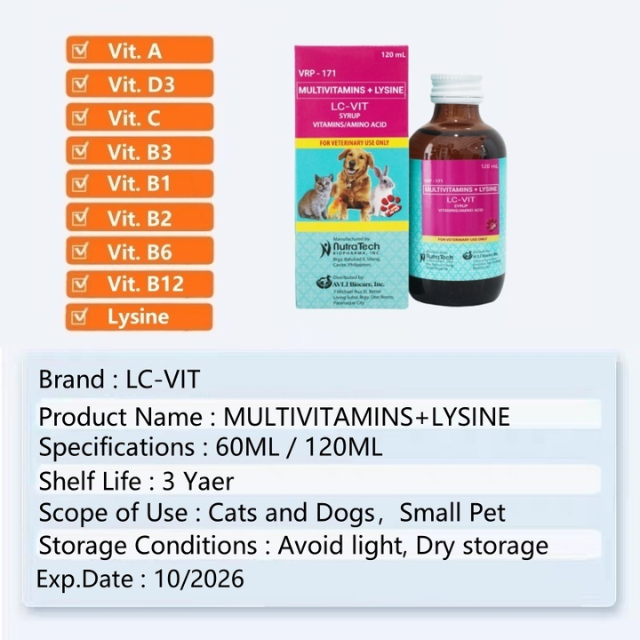 Vit. A
Vit. D3
Vit. C
Vit. B3
Vit. B1
Vit. B2
Vit. B6
Vit. B12
Lysine
120 mL
VRP - 171
MULTIVITAMINS + LYSINE
LC-VIT
SYRUP
VITAMINS/AMINO ACID
FOR VETERINARY USE ONLY
Manufactured by
NutraTech
BIOPHARMA, INC.
Distributed by
AVLJ Biocare, Inc.
120 mL
VRP - 171
MULTIVITAMINS + LYSINE
LC-VIT
SYRUP
VITAMINS/AMINO ACID
FOR VETERINARY USE ONLY
NutraTech
AVLJ Biocare, Inc.
Brand : LC-VIT
Product Name : MULTIVITAMINS+LYSINE
Specifications : 60ML / 120ML
Shelf Life : 3 Yaer
Scope of Use : Cats and Dogs，Small Pet
Storage Conditions : Avoid light, Dry storage
Exp.Date : 10/2026